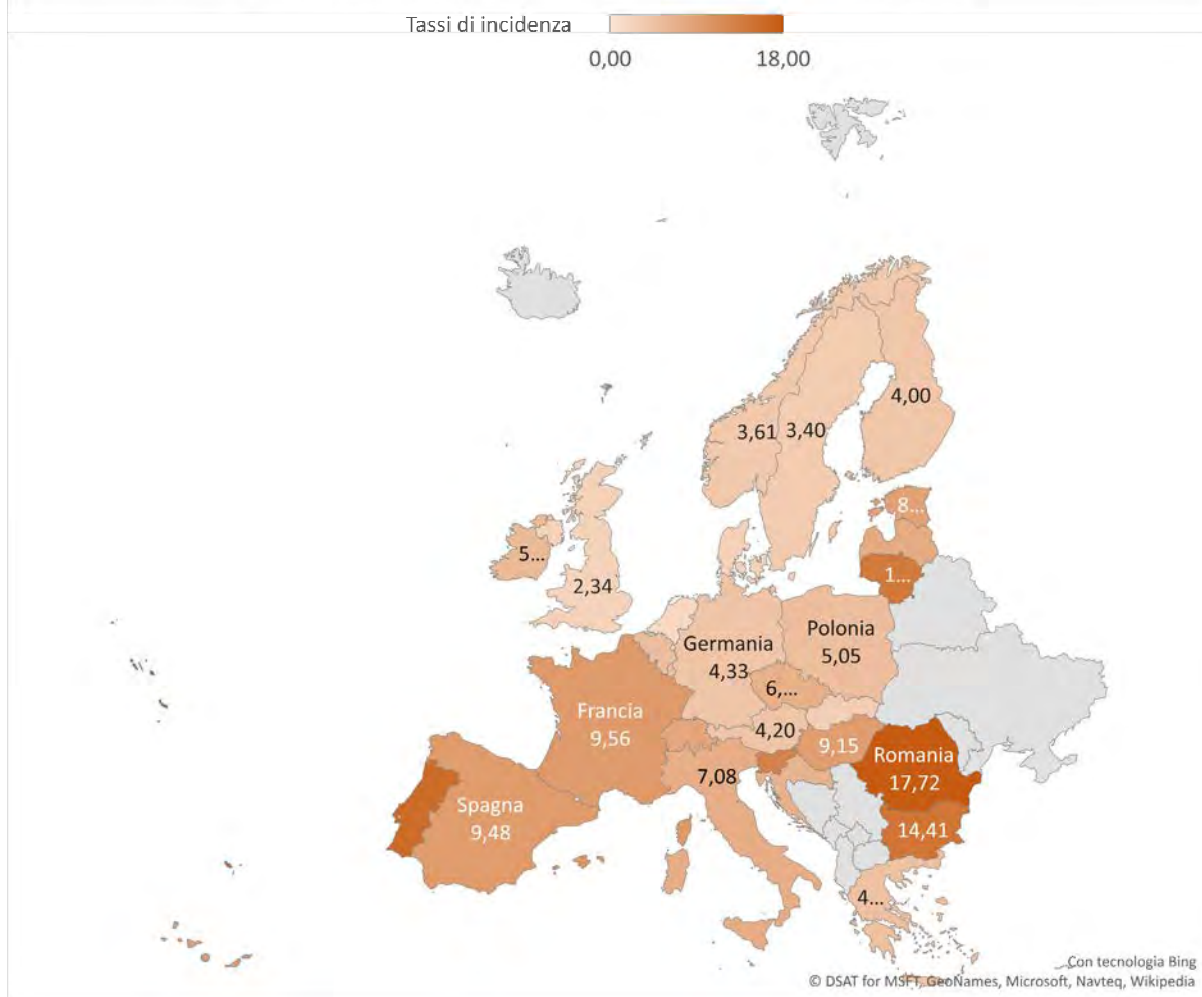 Tassi di incidenza
0,00 18,00
4,00
3,61 3,40
8...
5...
1...
2,34
Polonia
5,05
Germania
4,33
6,...
Francia
9,56
4,20
9,15
Romania
17,72
7,08
Spagna
9,48
14,41
4...
Con tecnologia Bing
© DSAT for MSFT, GeoNames, Microsoft, Navteq, Wikipedia